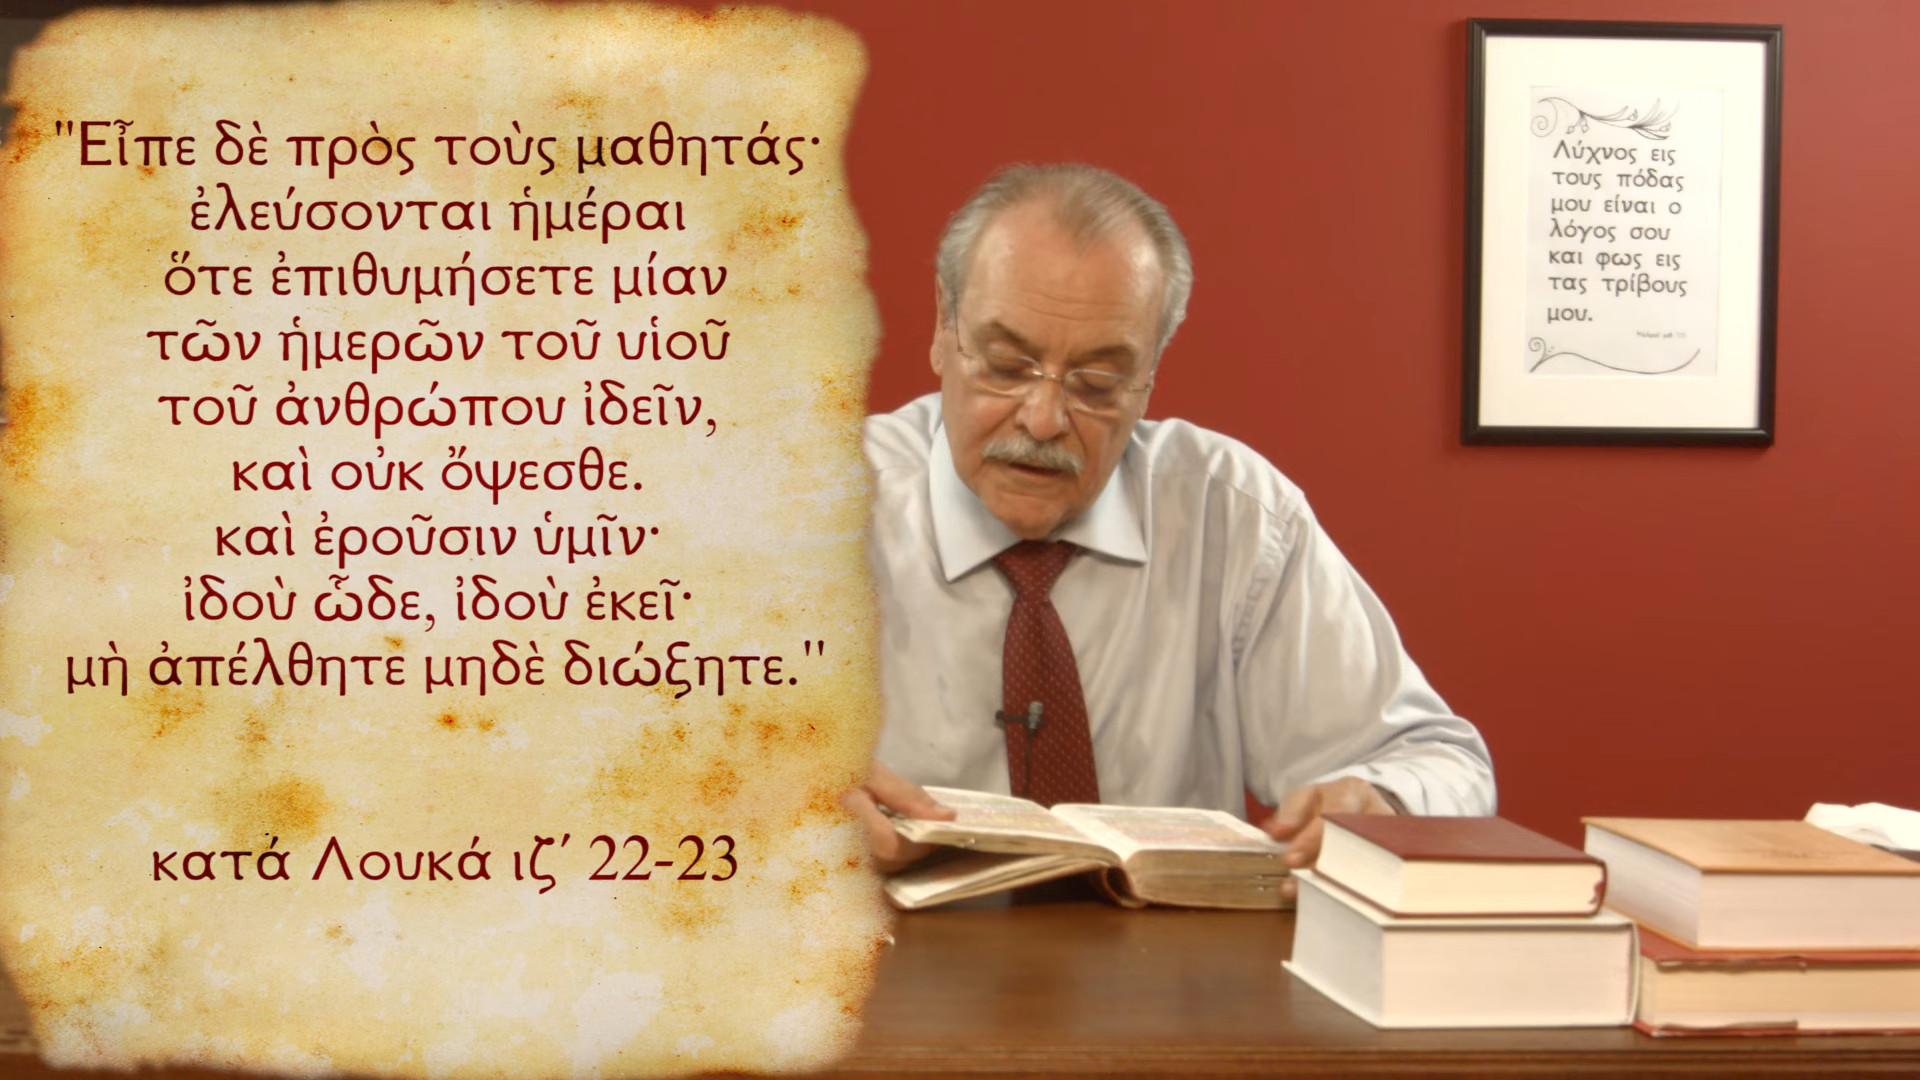 "Εἶπε δὲ πρὸς τοὺς μαθητάς·
ἐλεύσονται ἡμέραι
ὅτε ἐπιθυμήσετε μίαν
τῶν ἡμερῶν τοῦ υἱοῦ
τοῦ ἀνθρώπου ἰδεῖν,
καὶ οὐκ ὄψεσθε.
καὶ ἐροῦσιν ὑμῖν·
ἰδοὺ ὧδε, ἰδοὺ ἐκεῖ·
μὴ ἀπέλθητε μηδὲ διώξητε."
κατά Λουκά ιζ΄ 22-23
Λύχνος εις
τους πόδας
μου είναι ο
λόγος σου
και φως εις
τας τρίβους
μου.